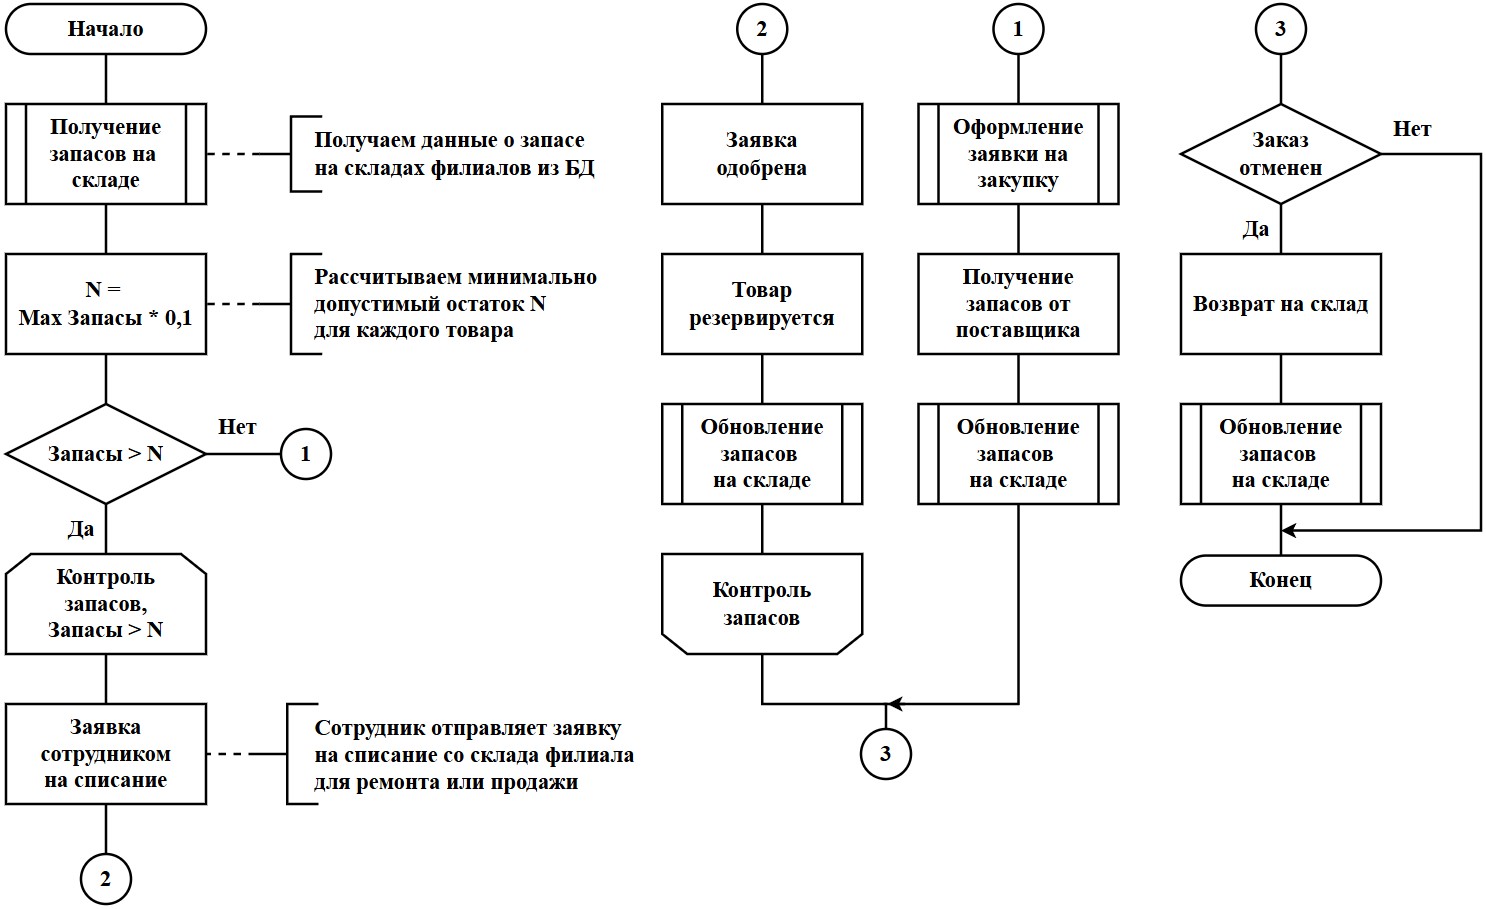 Начало
Получение
запасов на
складе
Получаем данные о запасе
на складах филиалов из БД
N =
Max Запасы * 0,1
Рассчитываем минимально
допустимый остаток N
для каждого товара
Запасы > N
Нет
1
Да
Контроль
запасов,
Запасы > N
Заявка
сотрудником
на списание
Сотрудник отправляет заявку
на списание со склада филиала
для ремонта или продажи
2
2
Заявка
одобрена
Товар
резервируется
Обновление
запасов
на складе
Контроль
запасов
1
Оформление
заявки на
закупку
Получение
запасов от
поставщика
Обновление
запасов
на складе
3
3
Заказ
отменен
Нет
Да
Возврат на склад
Обновление
запасов
на складе
Конец